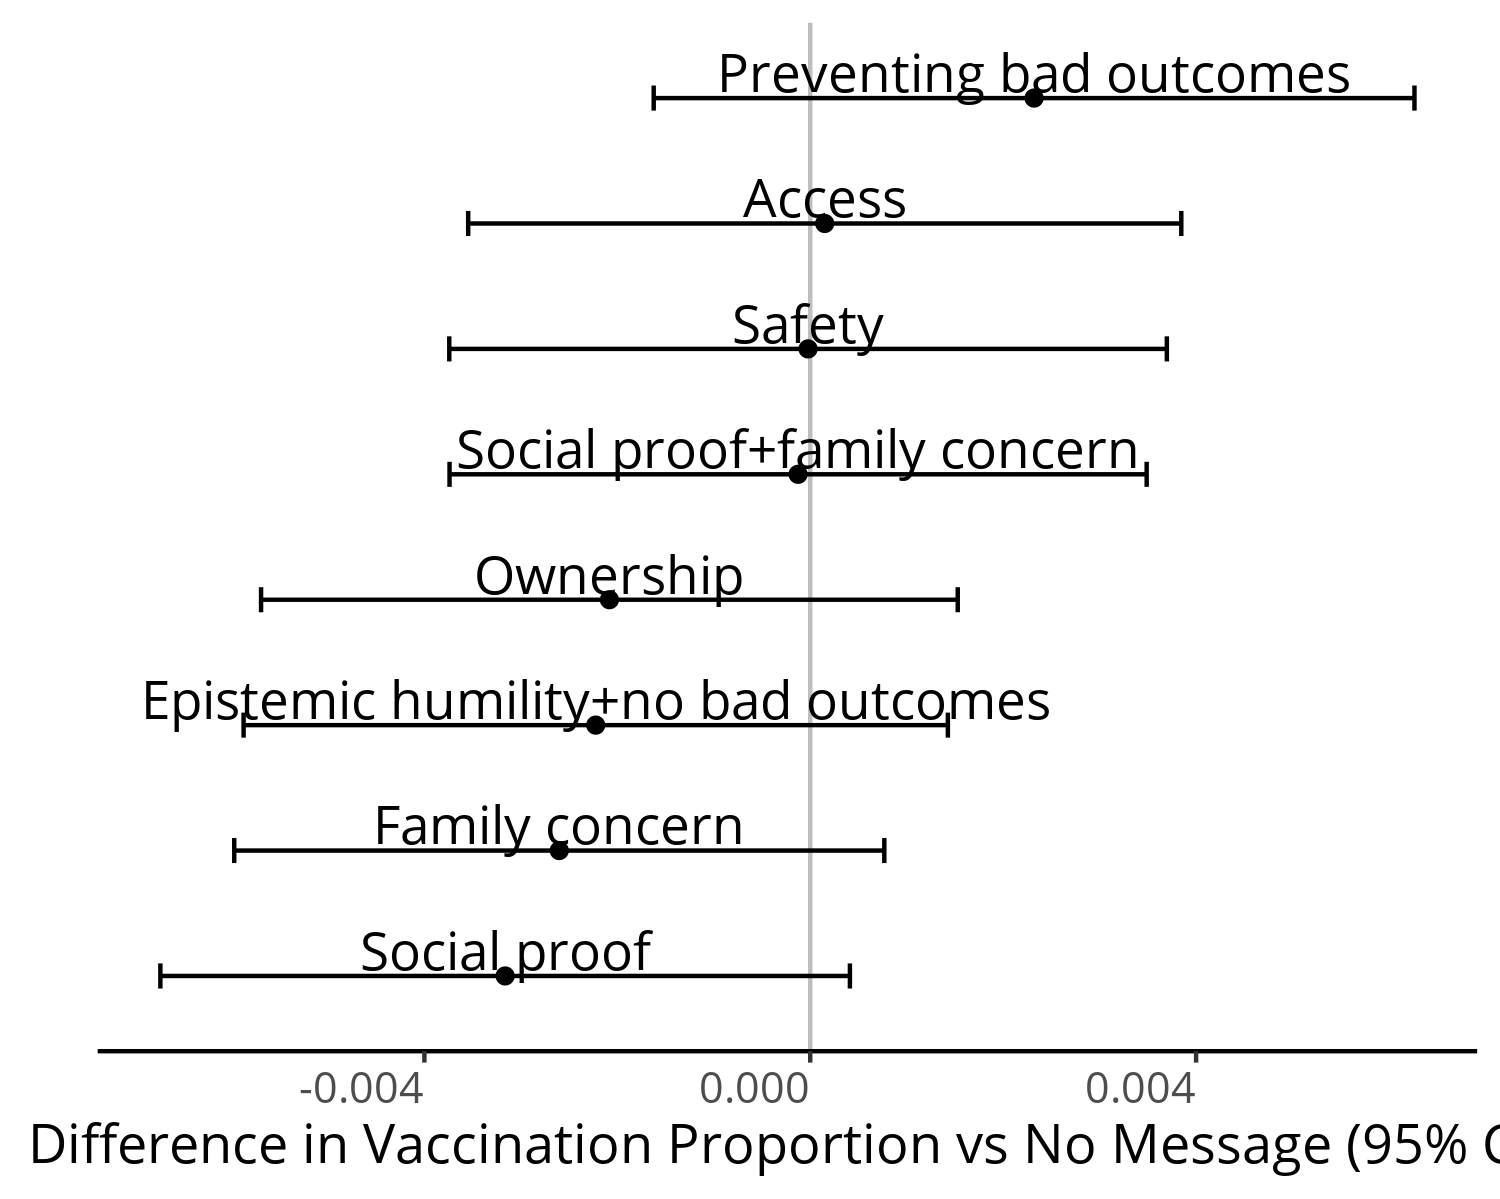 Preventing bad outcomes
Access
Safety
Social proof+family concern
Ownership
Epistemic humility+no bad outcomes
Family concern
Social proof
-0.004 0.000 0.004
Difference in Vaccination Proportion vs No Message (95%